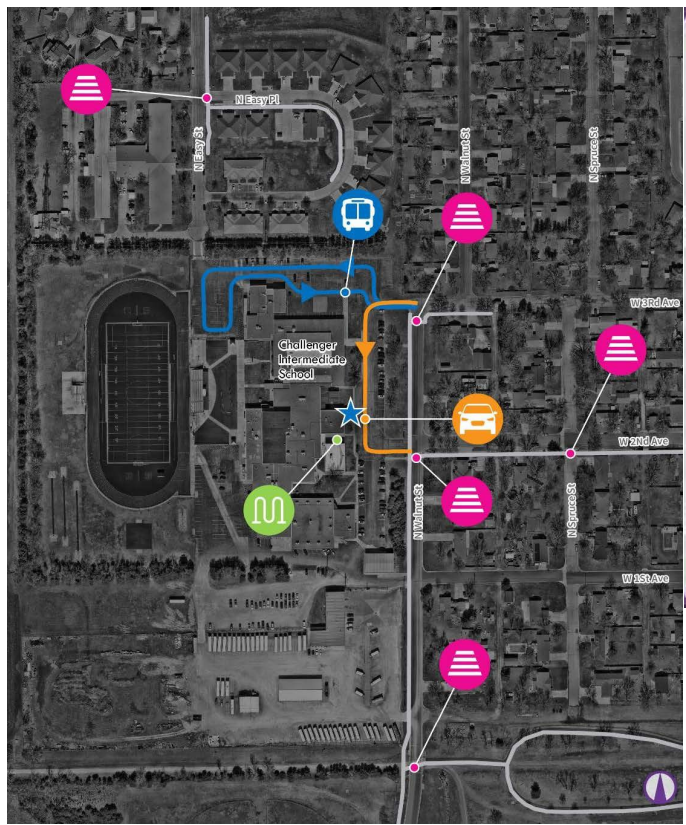 N Easy Pl
N Easy St
N Walnut St
N Spruce St
W 3Rd Ave
Challenger
Intermediate
School
W 2Nd Ave
N Walnut St
N Spruce St
W 1St Ave